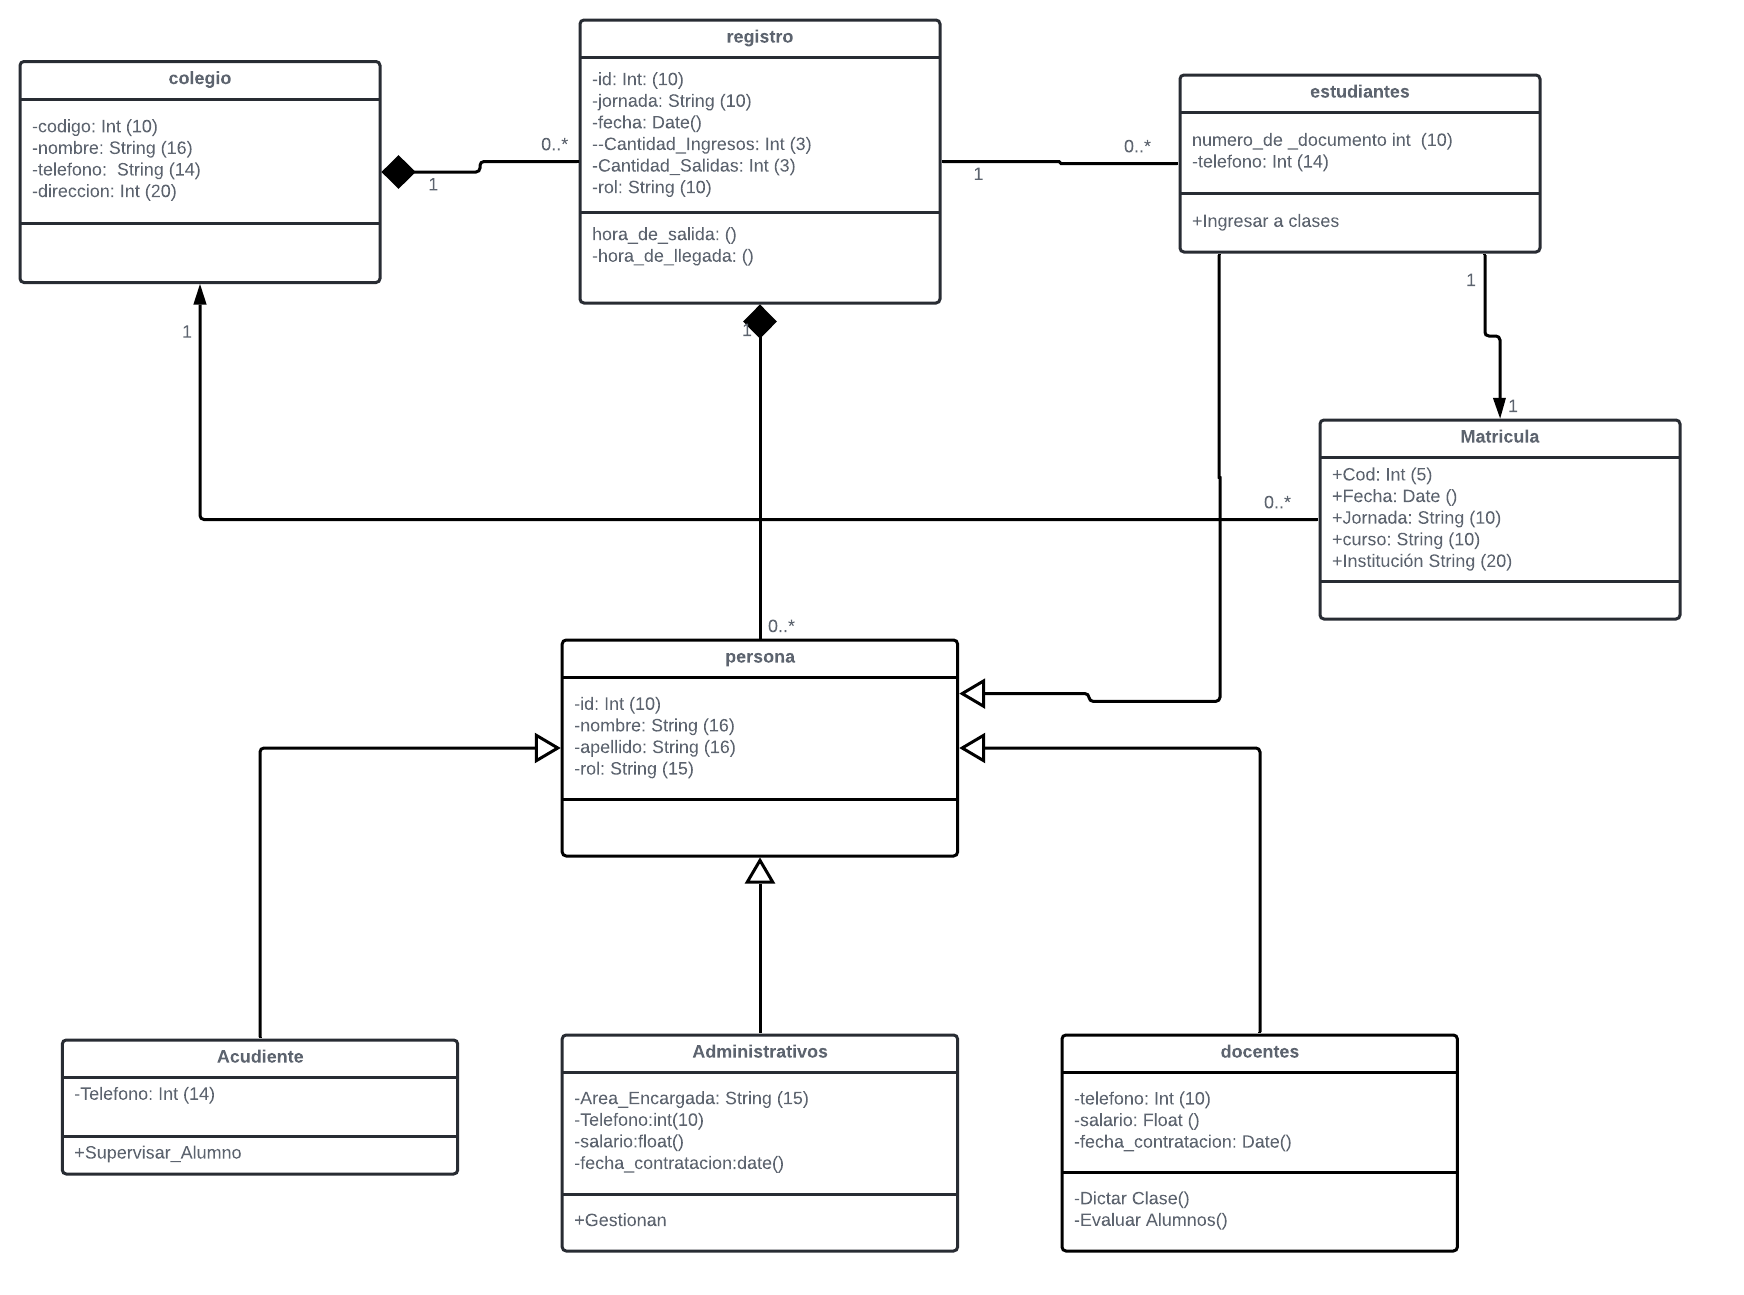 registro
-id: Int: (10)
-jornada: String (10)
-fecha: Date()
--Cantidad_Ingresos: Int (3)
-Cantidad_Salidas: Int (3)
-rol: String (10)
hora_de_salida: ()
-hora_de_llegada: ()
colegio
-codigo: Int (10)
-nombre: String (16)
-telefono:  String (14)
-direccion: Int (20)
1
0..*
1
0..*
estudiantes
numero_de _documento int  (10)
-telefono: Int (14)
+Ingresar a clases
1
1
1
1
0..*
Matricula
+Cod: Int (5)
+Fecha: Date ()
+Jornada: String (10)
+curso: String (10)
+Institución String (20)
0..*
persona
-id: Int (10)
-nombre: String (16)
-apellido: String (16)
-rol: String (15)
Acudiente
-Telefono: Int (14)
+Supervisar_Alumno
Administrativos
-Area_Encargada: String (15)
-Telefono:int(10)
-salario:float()
-fecha_contratacion:date()
+Gestionan
docentes
-telefono: Int (10)
-salario: Float ()
-fecha_contratacion: Date()
-Dictar Clase()
-Evaluar Alumnos()